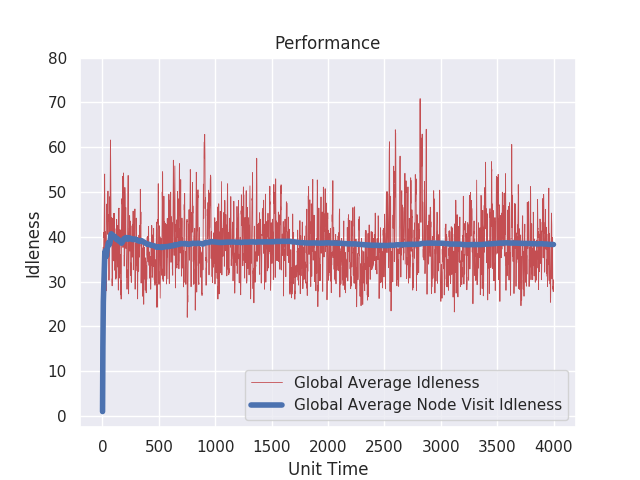 Performance
80
70
60
50
40
30
20
10
0
Idleness
0 500 1000 1500 2000 2500 3000 3500 4000
Unit Time
Global Average Idleness
Global Average Node Visit Idleness